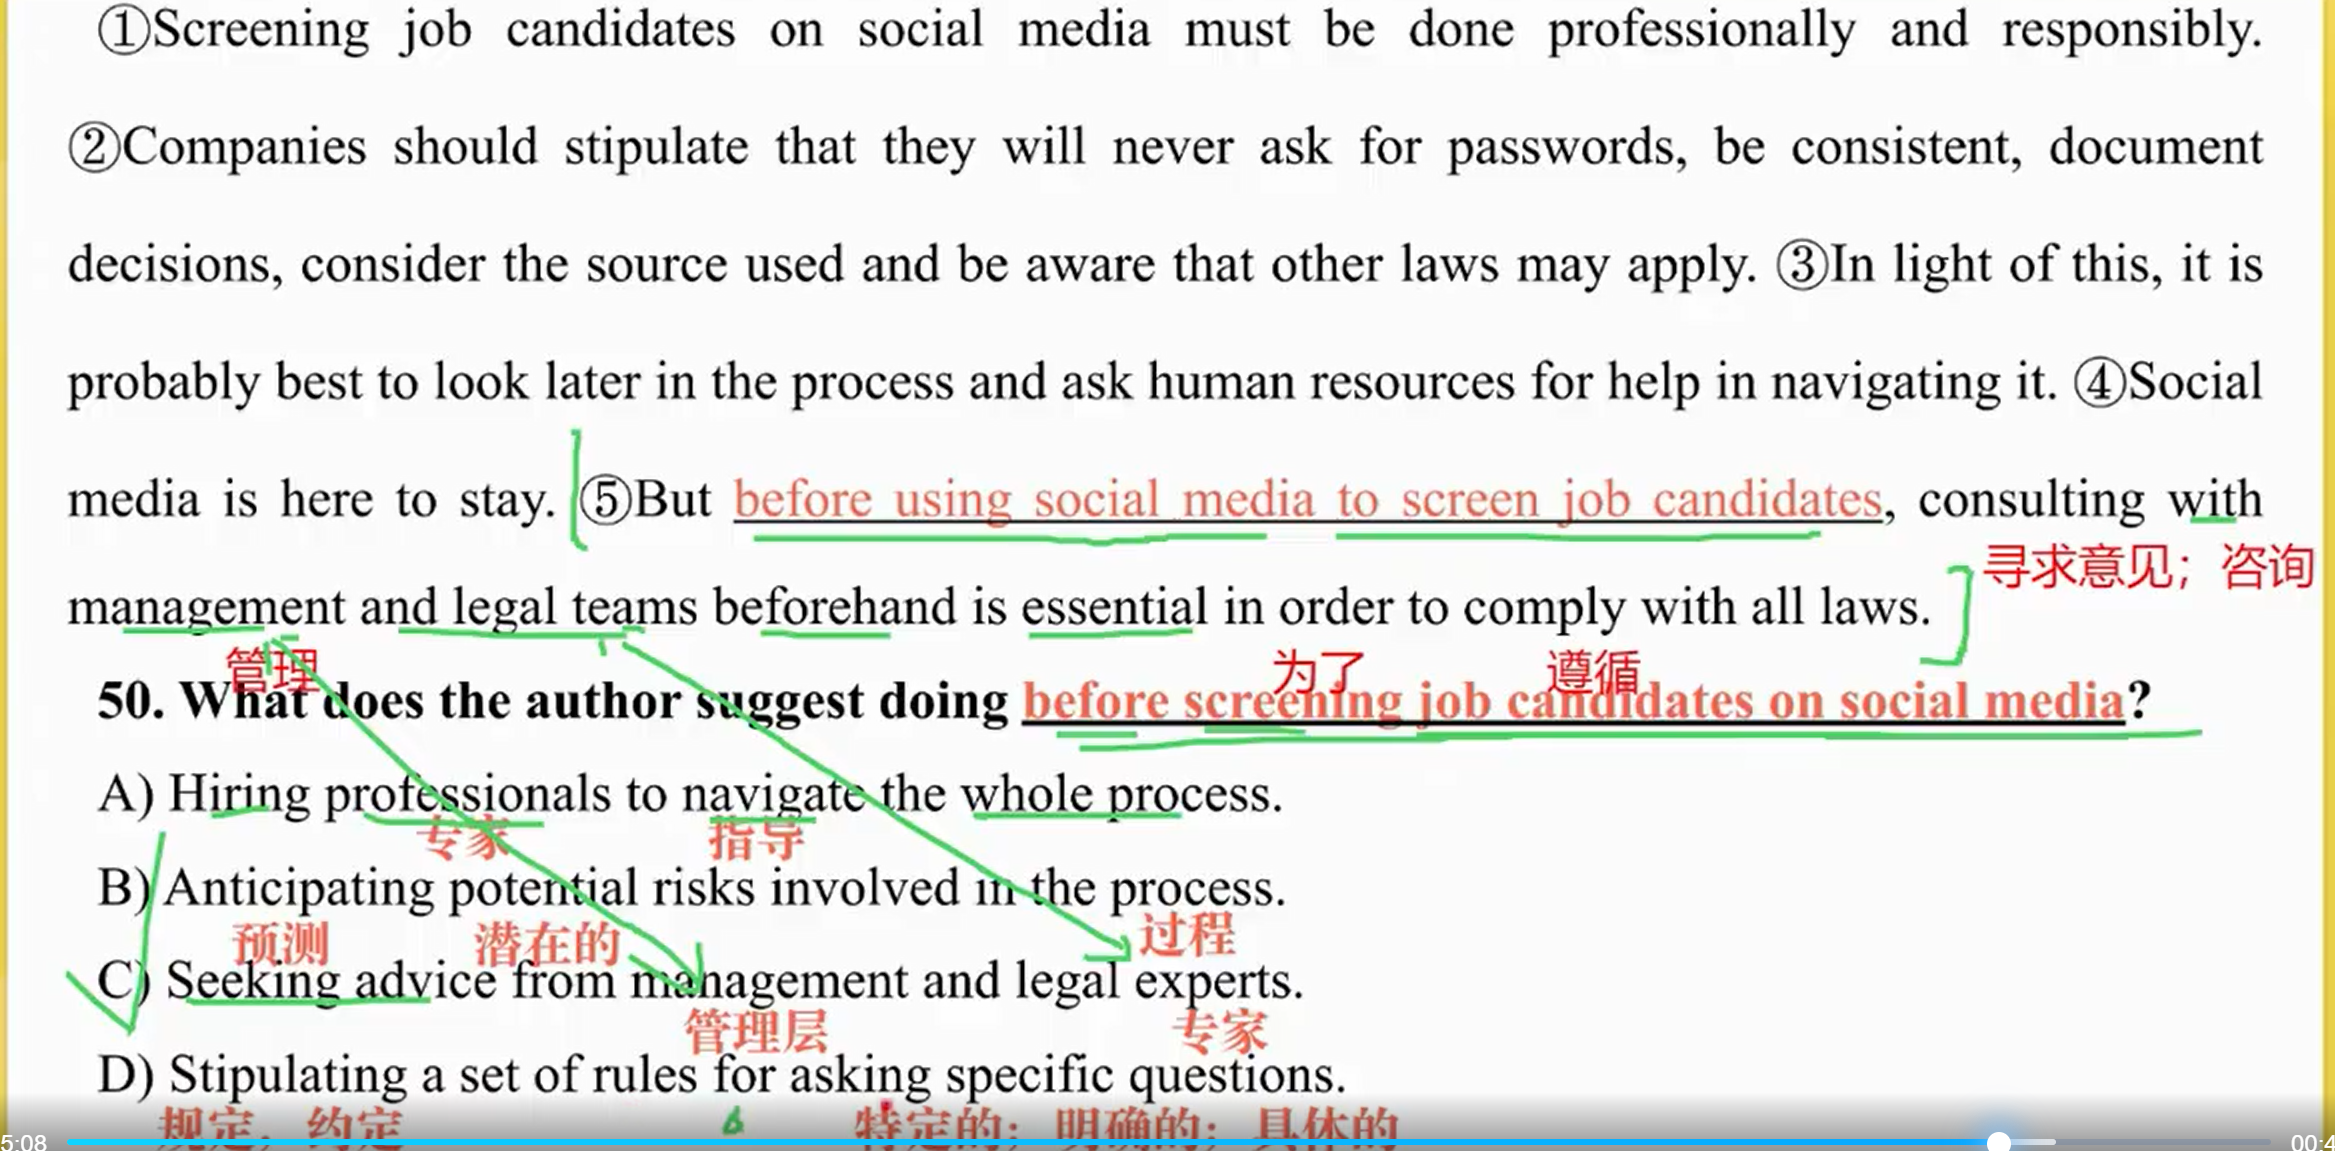 ①Screening job candidates on social media must be done professionally and responsibly.
②Companies should stipulate that they will never ask for passwords, be consistent, document
decisions, consider the source used and be aware that other laws may apply. ③In light of this, it is
probably best to look later in the process and ask human resources for help in navigating it. ④Social
media is here to stay. ⑤But before using social media to screen job candidates, consulting with
寻求意见；咨询
management and legal teams beforehand is essential in order to comply with all laws.
管理 为了 遵循
50. What does the author suggest doing before screening job candidates on social media?
A) Hiring professionals to navigate the whole process.
专家 指导
B) Anticipating potential risks involved in the process.
预测 潜在的 过程
C) Seeking advice from management and legal experts.
管理层 专家
D) Stipulating a set of rules for asking specific questions.
规定，约定 特定的；明确的；具体的
5:08 00:4